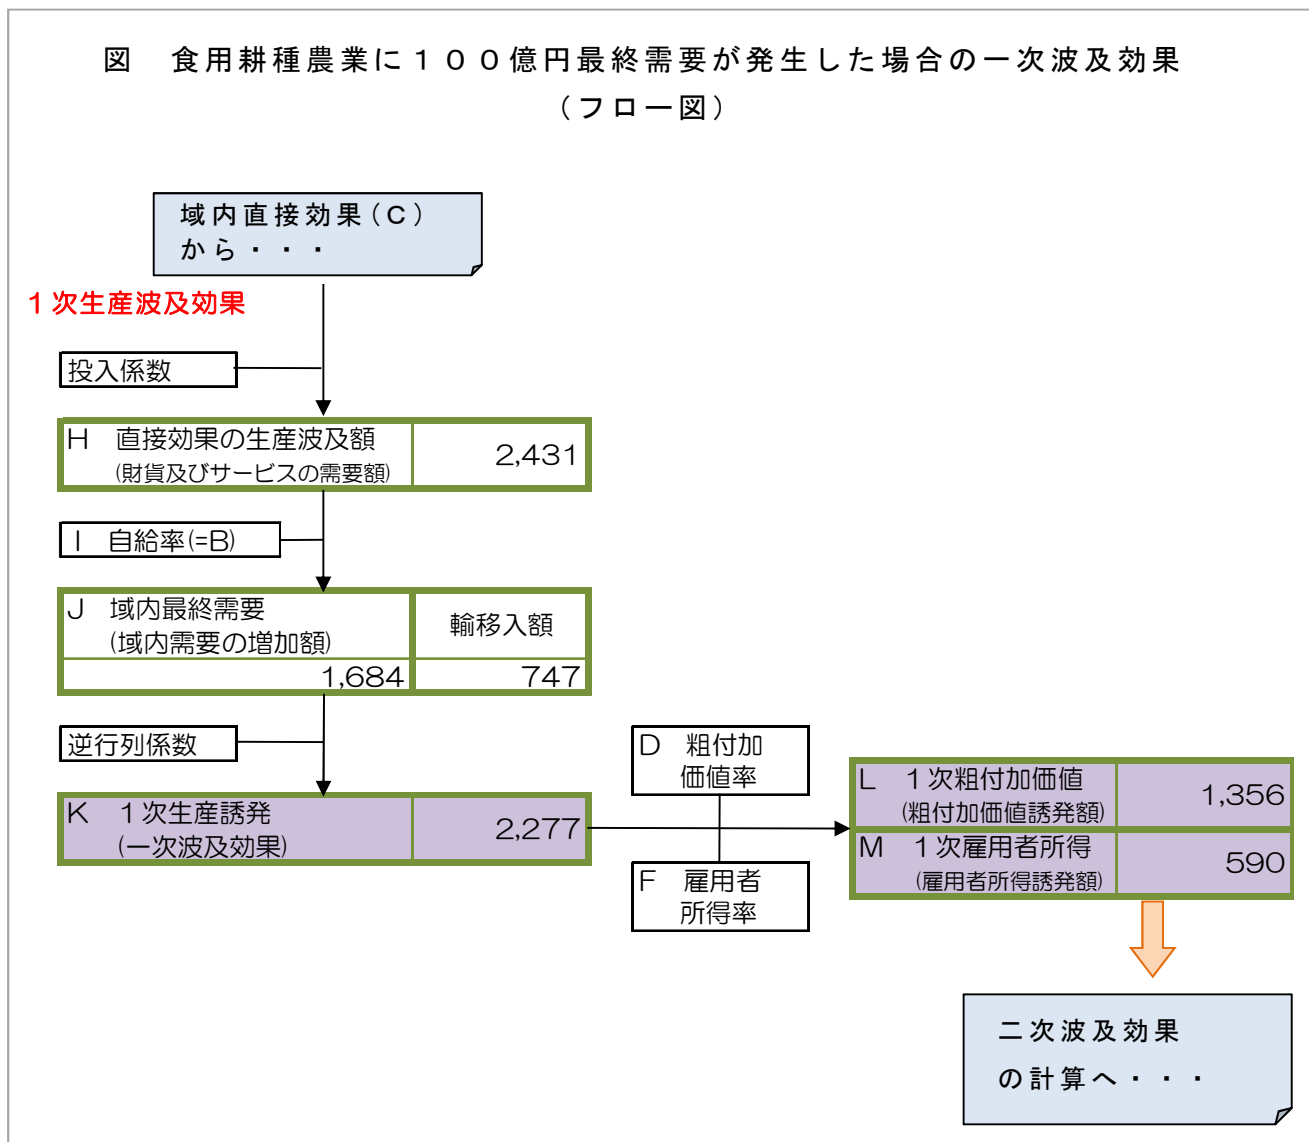 図　食用耕種農業に１００億円最終需要が発生した場合の一次波及効果
（フロー図）
域内直接効果（Ｃ）
から・・・
１次生産波及効果
投入係数
H　直接効果の生産波及額
(財貨及びサービスの需要額)
2,431
I　自給率(=B)
J　域内最終需要
(域内需要の増加額)
輸移入額
1,684
747
逆行列係数
D　粗付加
価値率
K　１次生産誘発
(一次波及効果)
2,277
F　雇用者
所得率
L　１次粗付加価値
(粗付加価値誘発額)
1,356
M　１次雇用者所得
(雇用者所得誘発額)
590
二次波及効果
の計算へ・・・